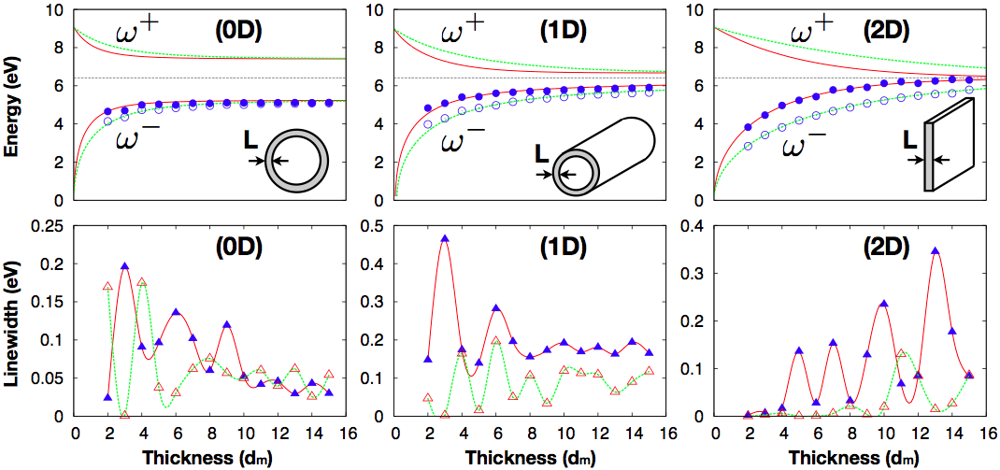 10
8
6
4
2
0
Energy (eV)
ω+
(0D)
ω−
L
10
8
6
4
2
0
ω+
(1D)
ω−
L
10
8
6
4
2
0
ω+
(2D)
ω−
L
0.25
0.2
0.15
0.1
0.05
0
Linewidth (eV)
(0D)
0 2 4 6 8 10 12 14 16
Thickness (dm)
0.5
0.4
0.3
0.2
0.1
0
(1D)
0 2 4 6 8 10 12 14 16
Thickness (dm)
0.4
0.3
0.2
0.1
0
(2D)
0 2 4 6 8 10 12 14 16
Thickness (dm)